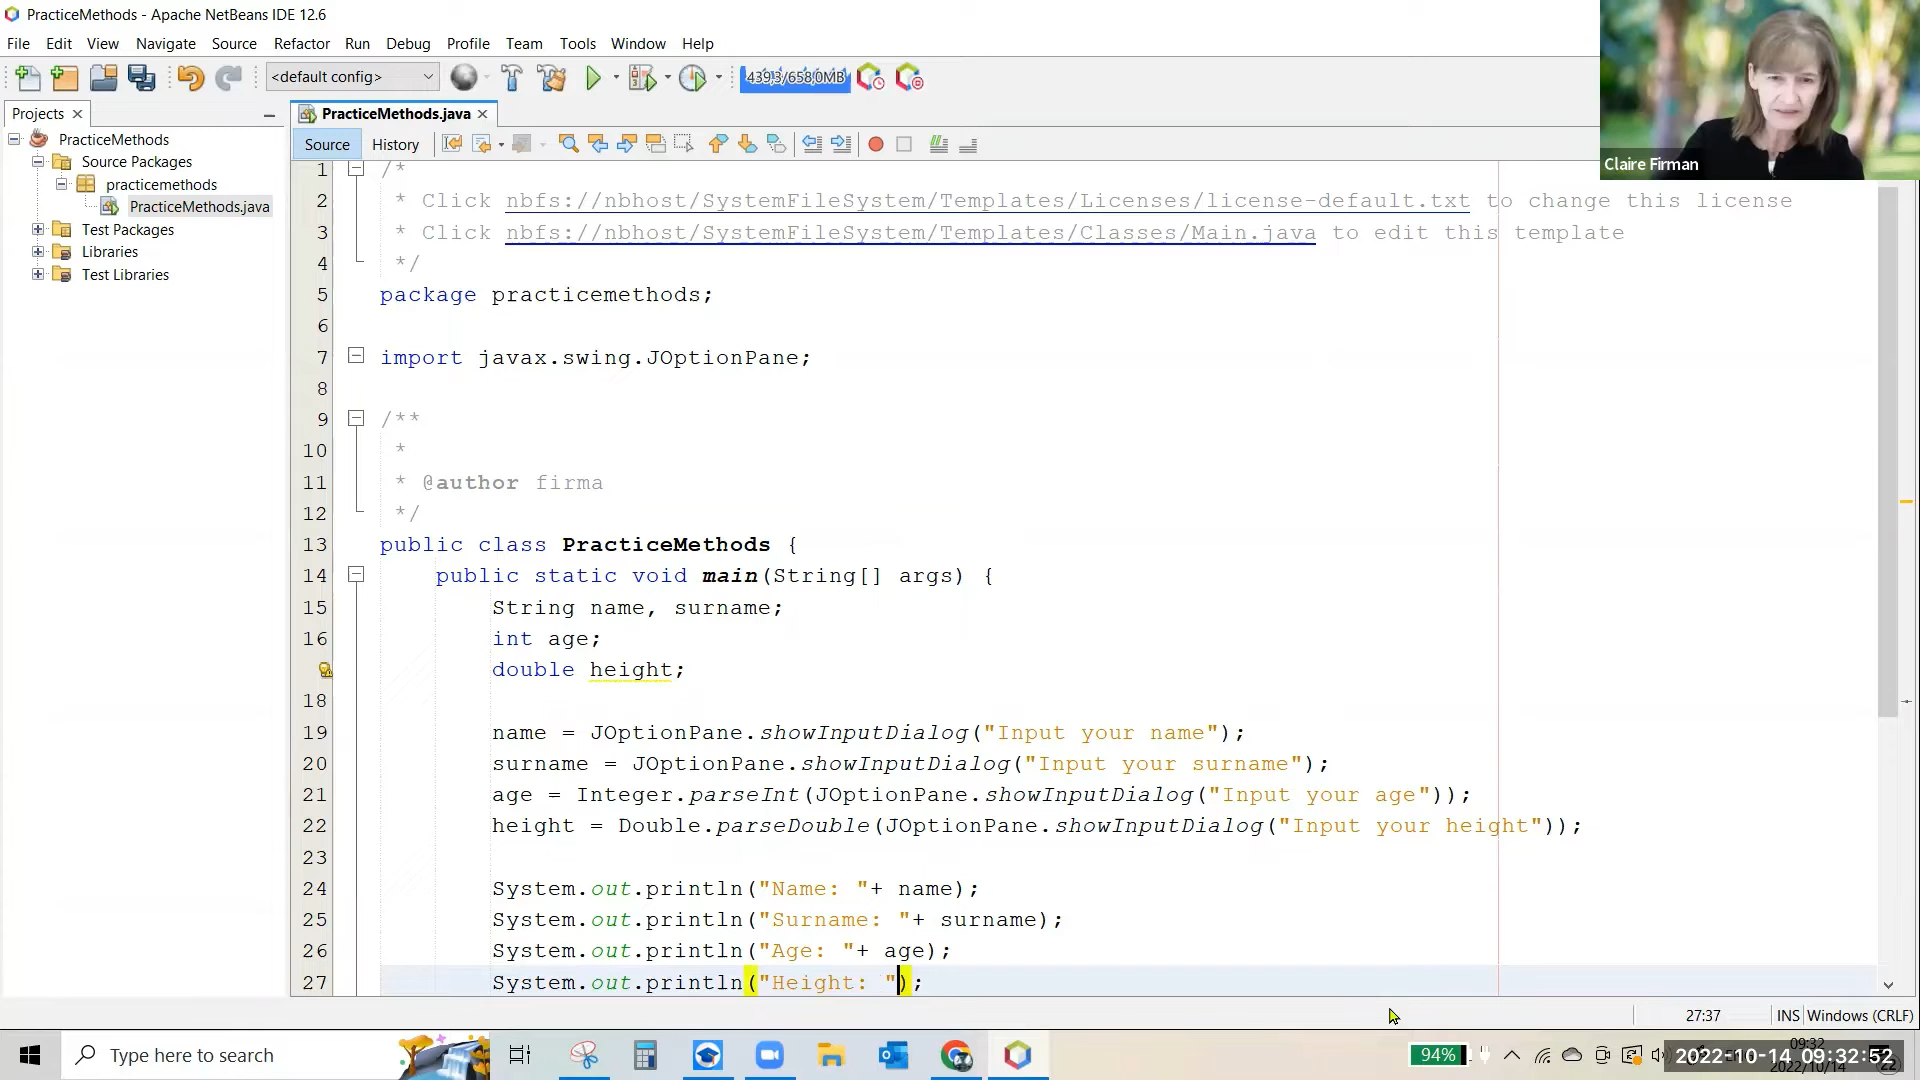 PracticeMethods - Apache NetBeans IDE 12.6
File Edit View Navigate Source Refactor Run Debug Profile Team Tools Window Help
<default config>
439,3/658,0MB
Claire Firman
Projects
PracticeMethods
Source Packages
practicemethods
PracticeMethods.java
Test Packages
Libraries
Test Libraries
PracticeMethods.java
Source History
1 /*
2 * Click nbfs://nbhost/SystemFileSystem/Templates/Licenses/license-default.txt to change this license
3 * Click nbfs://nbhost/SystemFileSystem/Templates/Classes/Main.java to edit this template
4 */
5 package practicemethods;
6
7 import javax.swing.JOptionPane;
8
9 /**
10 *
11 * @author firma
12 */
13 public class PracticeMethods {
14 public static void main(String[] args) {
15 String name, surname;
16 int age;
double height;
18
19 name = JOptionPane.showInputDialog("Input your name");
20 surname = JOptionPane.showInputDialog("Input your surname");
21 age = Integer.parseInt(JOptionPane.showInputDialog("Input your age"));
22 height = Double.parseDouble(JOptionPane.showInputDialog("Input your height"));
23
24 System.out.println("Name: "+ name);
25 System.out.println("Surname: "+ surname);
26 System.out.println("Age: "+ age);
27 System.out.println("Height: ");
27:37 INS Windows (CRLF)
Type here to search
94%
09:32
2022-10-14 09:32:52
2022/10/14
22